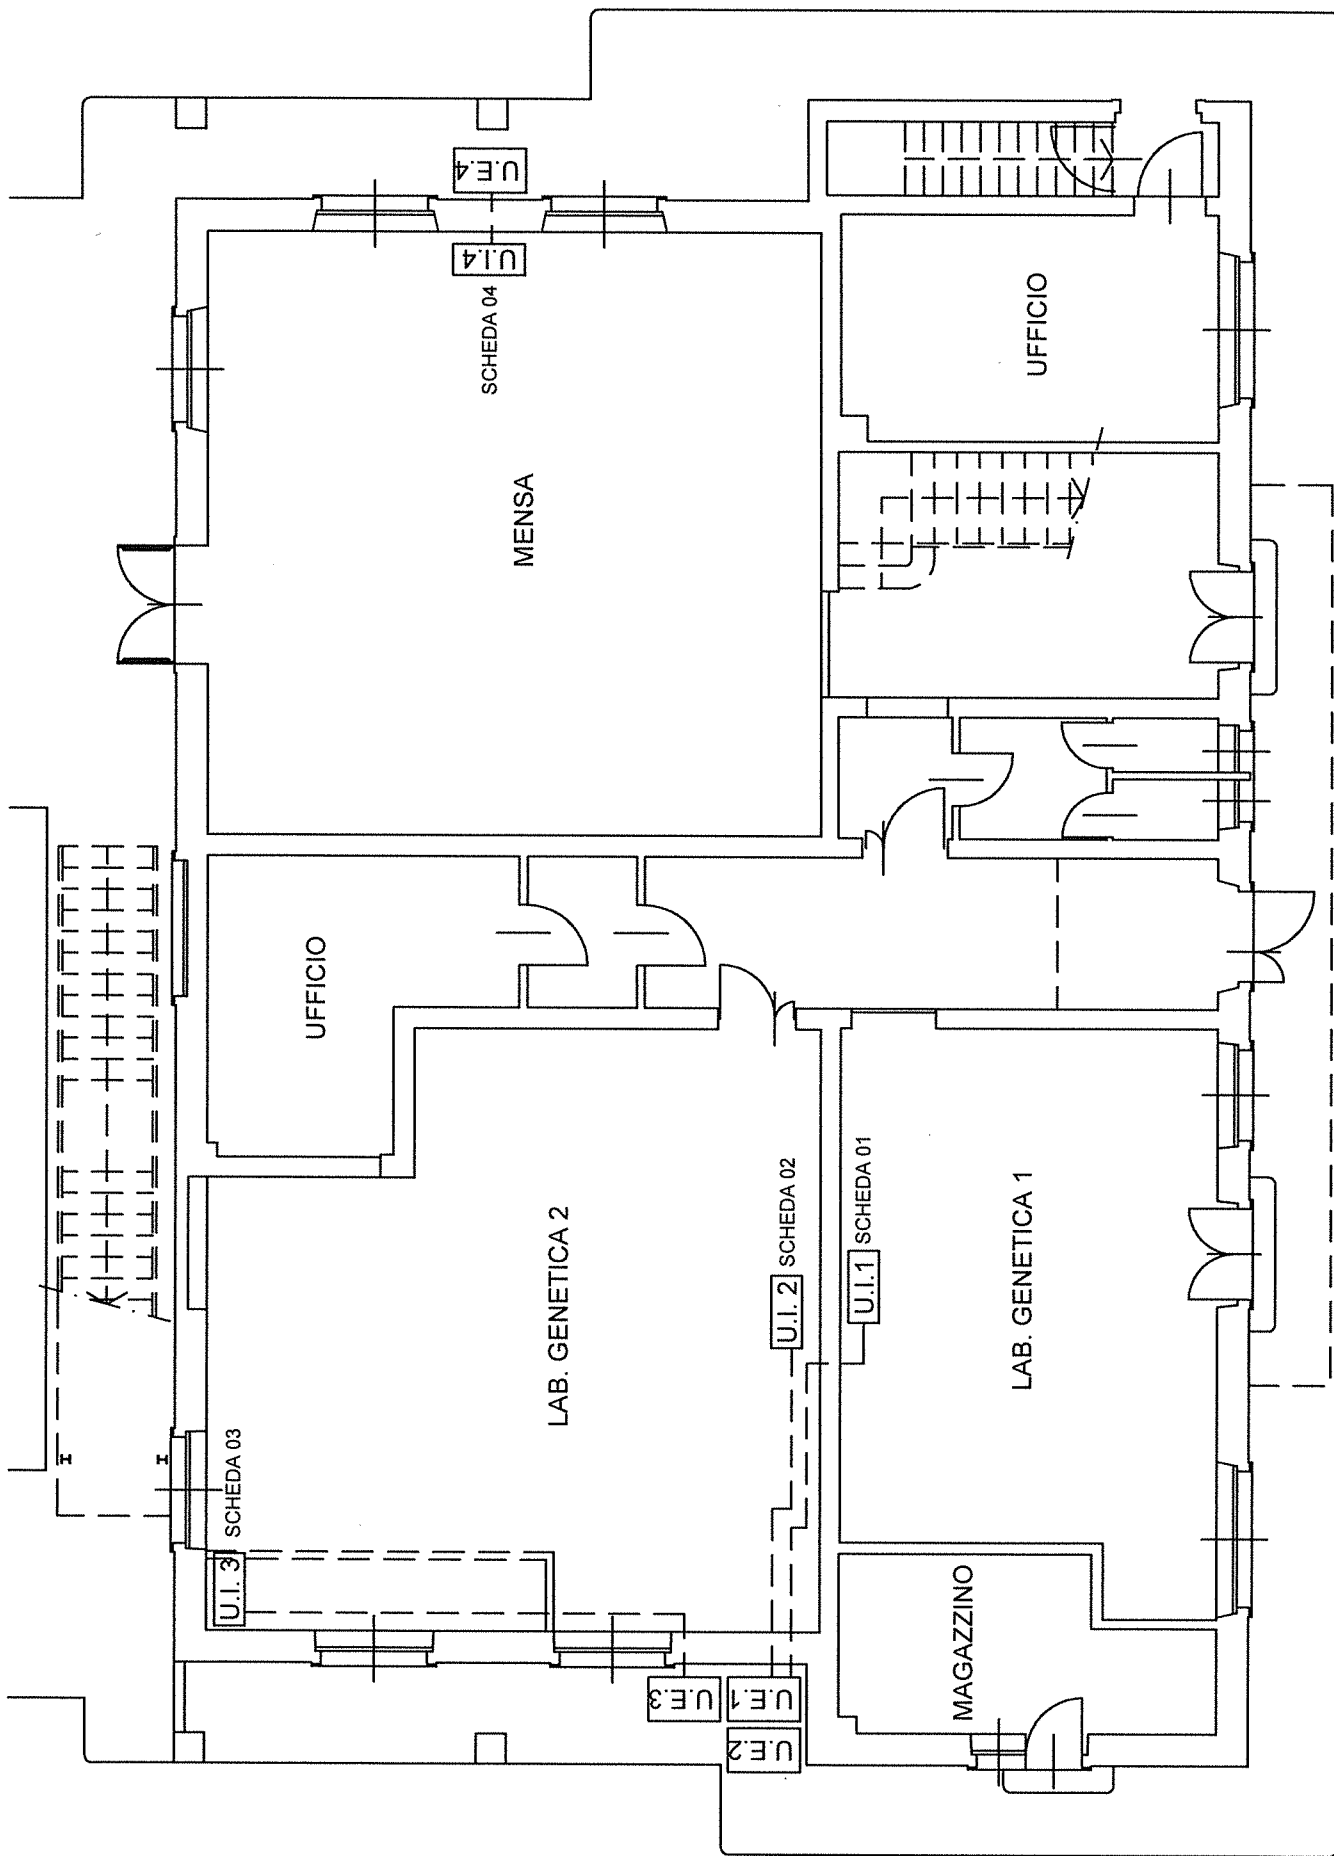 U.I. 3
SCHEDA 03
UFFICIO
LAB. GENETICA 2
MENSA
SCHEDA 04
U.I.4
U.E.4
U.E.3
U.E.1
U.E.2
U.I. 2
SCHEDA 02
U.I.1
SCHEDA 01
MAGAZZINO
LAB. GENETICA 1
UFFICIO